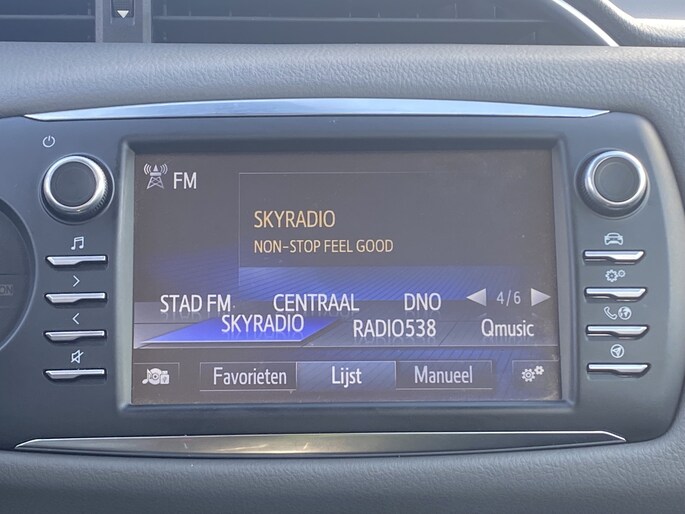 FM
SKYRADIO
NON-STOP FEEL GOOD
STAD FM CENTRAAL DNO 4/6
SKYRADIO RADIO538 Qmusic
Favorieten Lijst Manueel